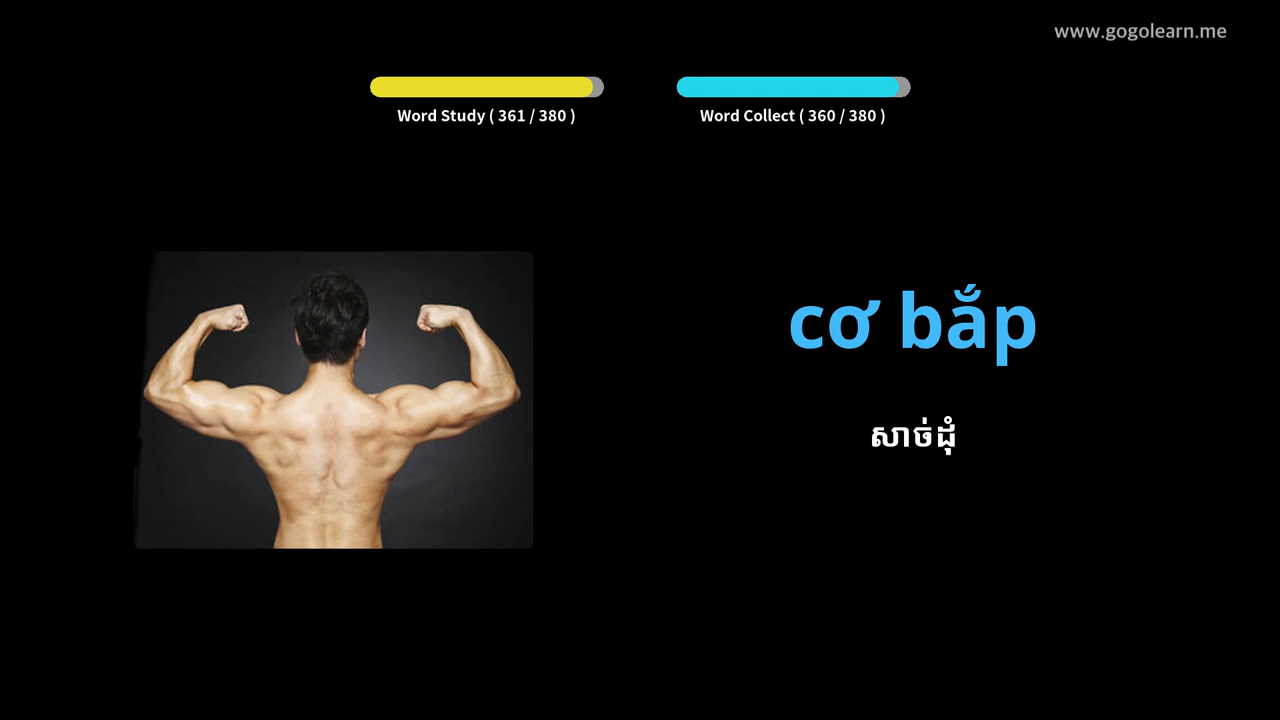 www.gogolearn.me
Word Study ( 361 / 380 )
Word Collect ( 360 / 380 )
cơ bắp
សាច់ដុំ